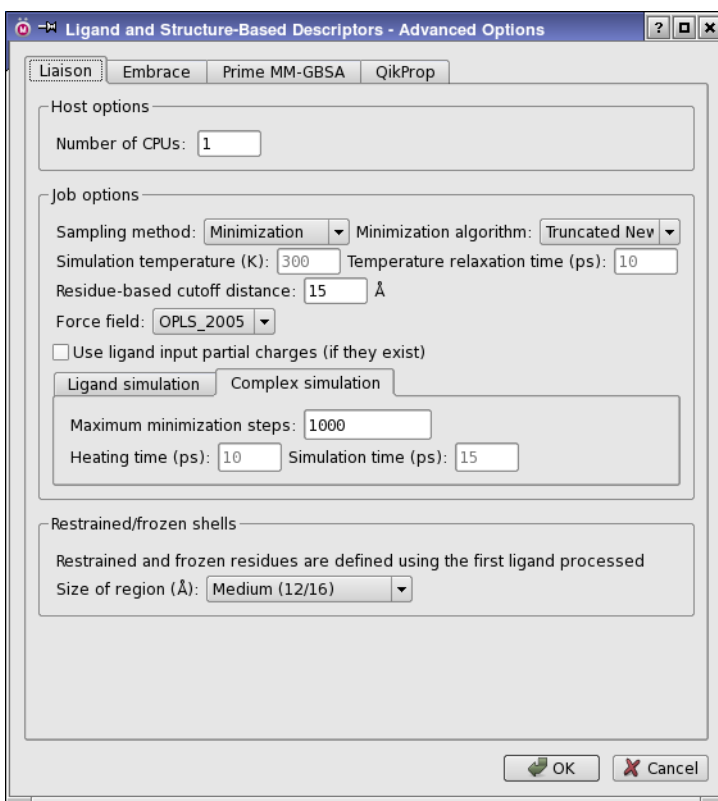 Ligand and Structure-Based Descriptors - Advanced Options
Liaison Embrace Prime MM-GBSA QikProp
Host options
Number of CPUs: 1
Job options
Sampling method: Minimization Minimization algorithm: Truncated New
Simulation temperature (K): 300 Temperature relaxation time (ps): 10
Residue-based cutoff distance: 15 Å
Force field: OPLS_2005
Use ligand input partial charges (if they exist)
Ligand simulation Complex simulation
Maximum minimization steps: 1000
Heating time (ps): 10 Simulation time (ps): 15
Restrained/frozen shells
Restrained and frozen residues are defined using the first ligand processed
Size of region (Å): Medium (12/16)
OK Cancel